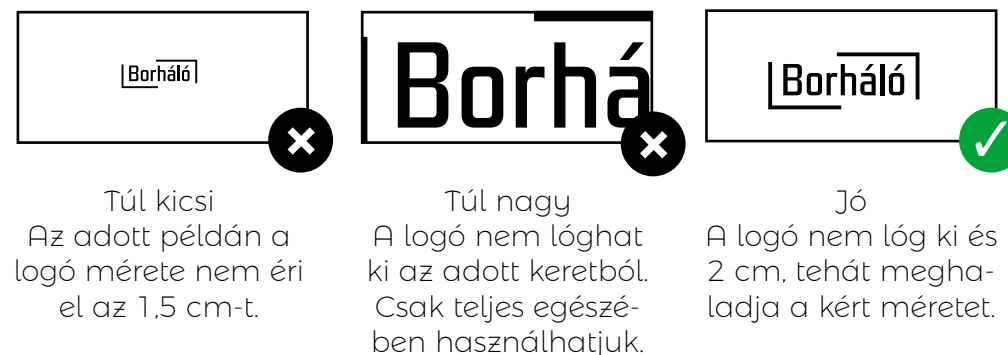 Borháló
Túl kicsi
Az adott példán a
logó mérete nem éri
el az 1,5 cm-t.
Borhá
Túl nagy
A logó nem lóghat
ki az adott keretból.
Csak teljes egészé-
ben használhatjuk.
Borháló
Jó
A logó nem lóg ki és
2 cm, tehát megha-
ladja a kért méretet.